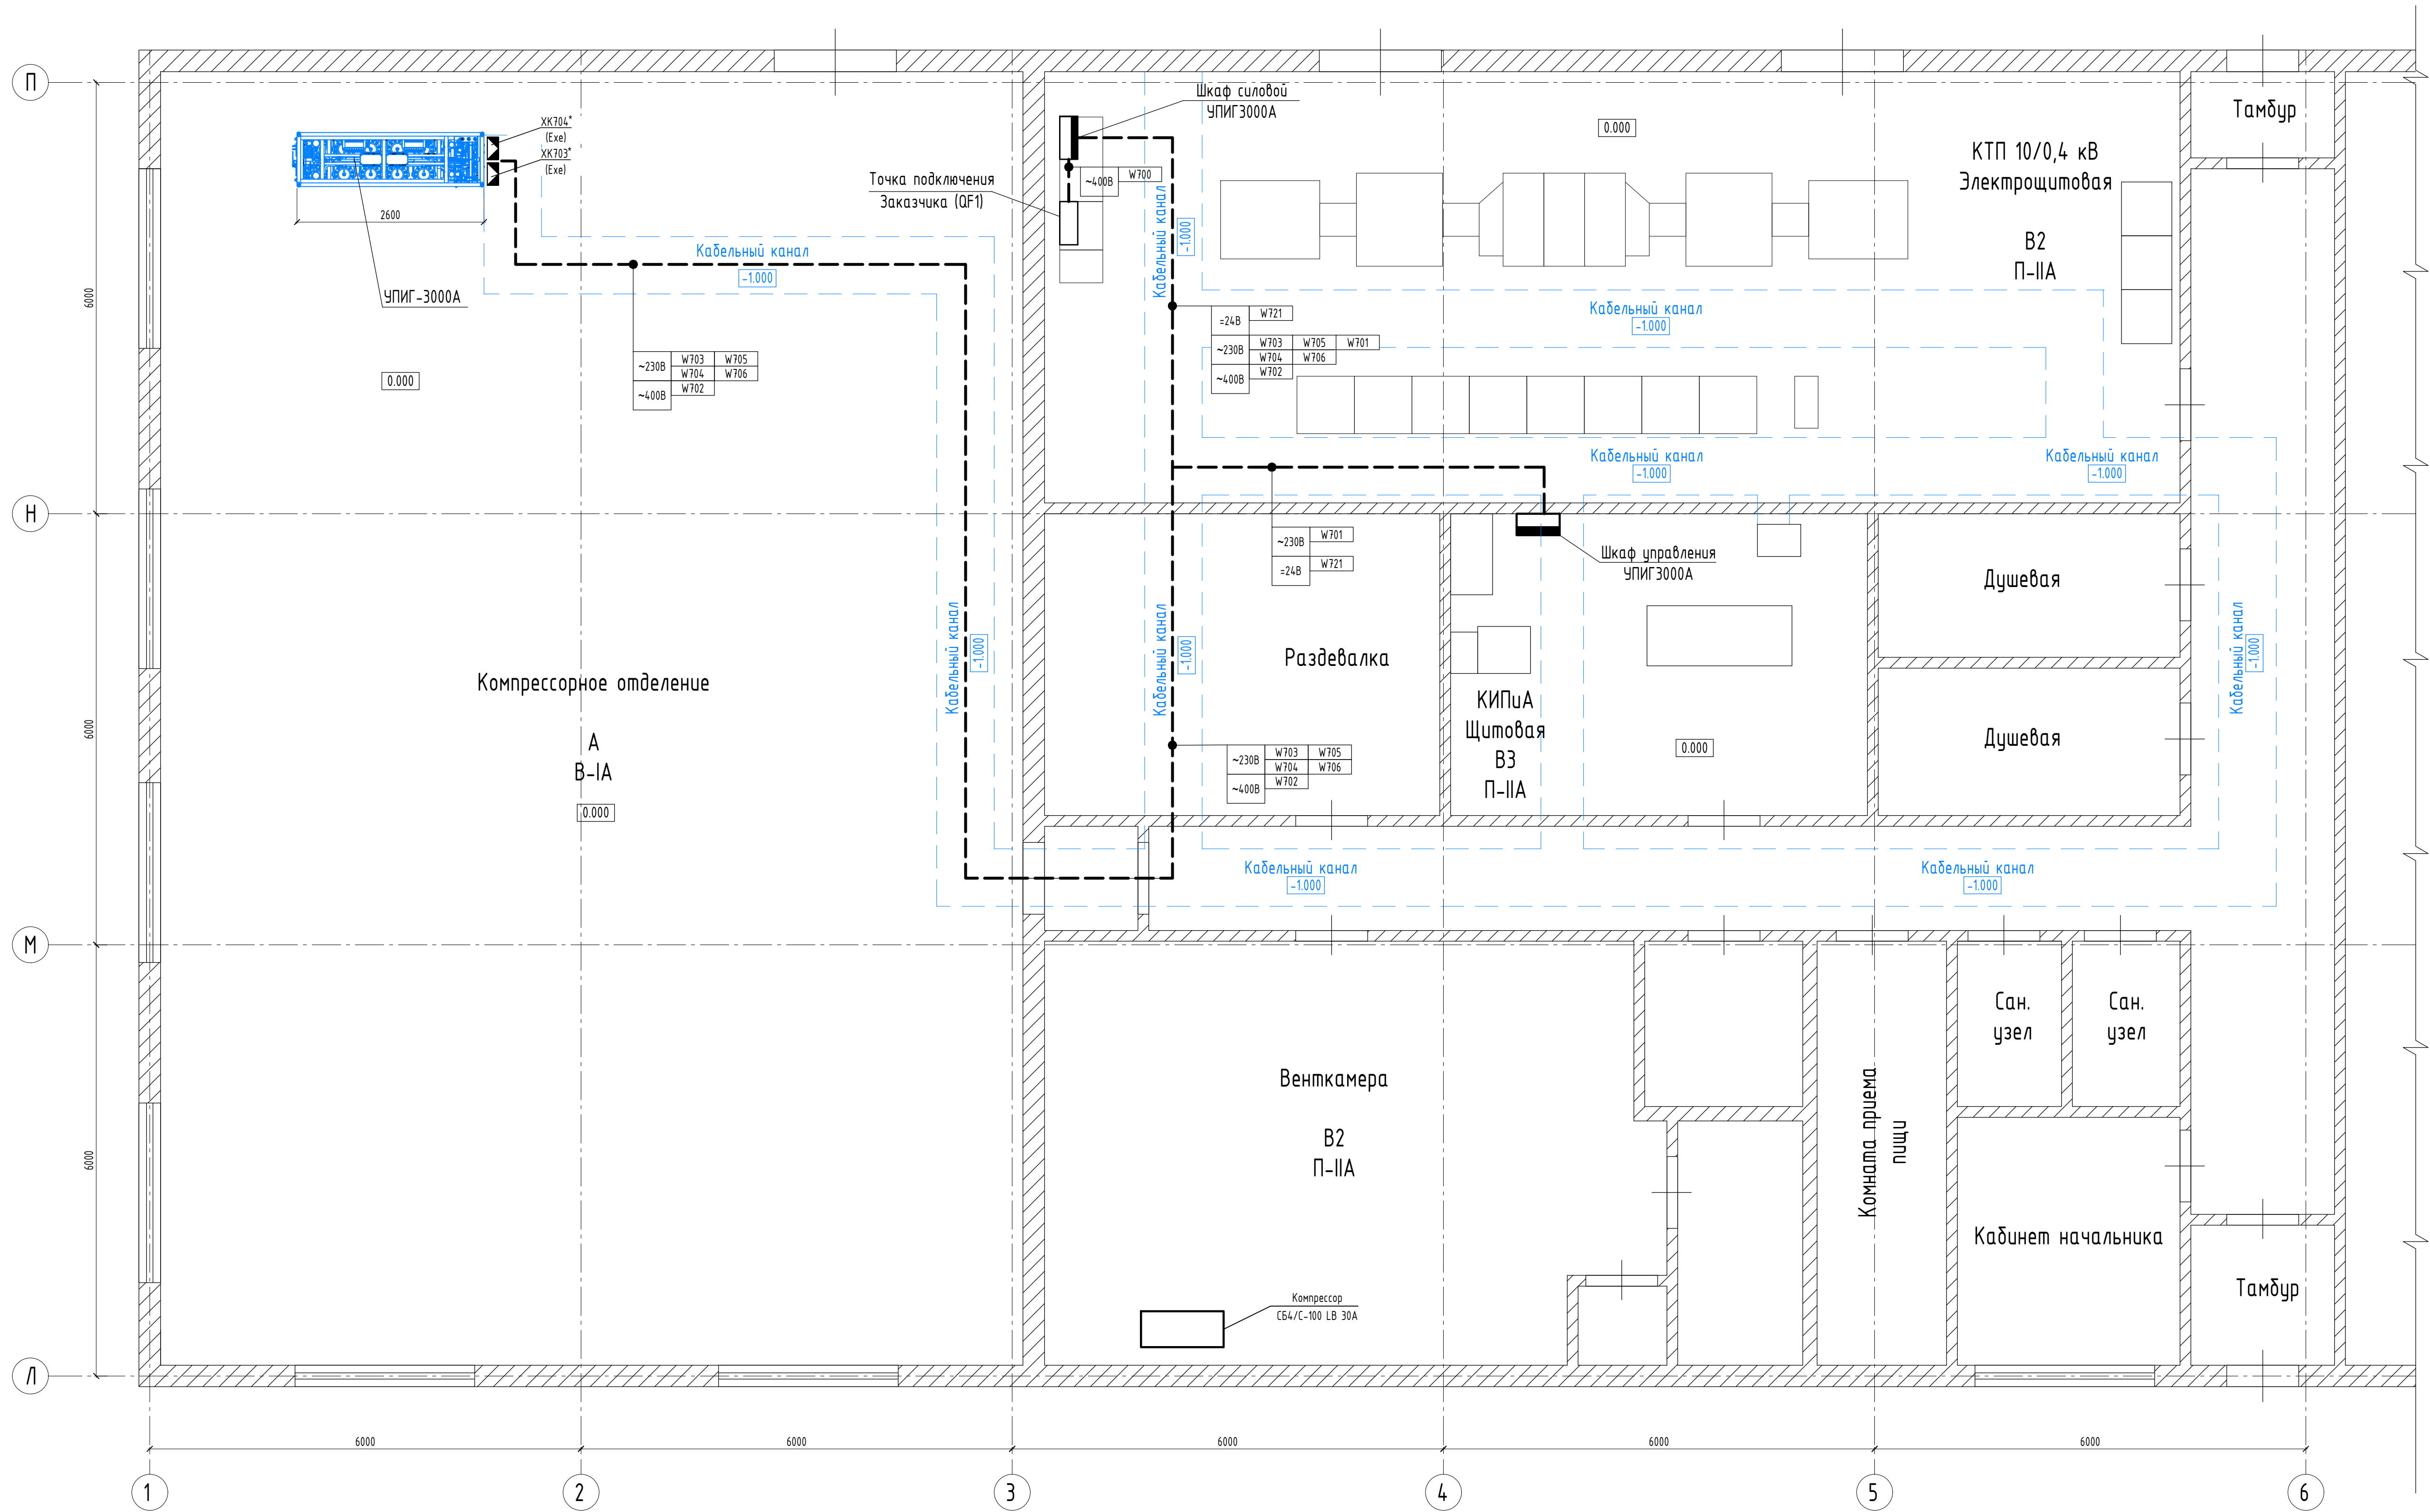 П
Н
М
Л
6000
6000
6000
XK704*
(Exe)
XK703*
(Exe)
2600
УПИГ-3000А
Кабельный канал
-1.000
~230В W703 W705
W704 W706
~400В W702
0.000
Компрессорное отделение
А
В-IА
0.000
Кабельный канал
-1.000
Шкаф силовой
УПИГ3000А
Точка подключения
Заказчика (QF1)
~400В W700
Кабельный канал
-1.000
0.000
КТП 10/0,4 кВ
Электрощитовая
В2
П-IIА
Тамбур
=24В W721
~230В W703 W705 W701
W704 W706
~400В W702
Кабельный канал
-1.000
Кабельный канал
-1.000
Кабельный канал
-1.000
~230В W701
=24В W721
Шкаф управления
УПИГ3000А
Кабельный канал
-1.000
Раздевалка
КИПиА
Щитовая
В3
П-IIА
0.000
Душевая
Душевая
Кабельный канал
-1.000
~230В W703 W705
W704 W706
~400В W702
Кабельный канал
-1.000
Кабельный канал
-1.000
Венткамера
В2
П-IIА
Комната приема
пищи
Сан.
узел
Сан.
узел
Кабинет начальника
Тамбур
Компрессор
СБ4/С-100 LB 30А
6000
6000
6000
6000
6000
1
2
3
4
5
6